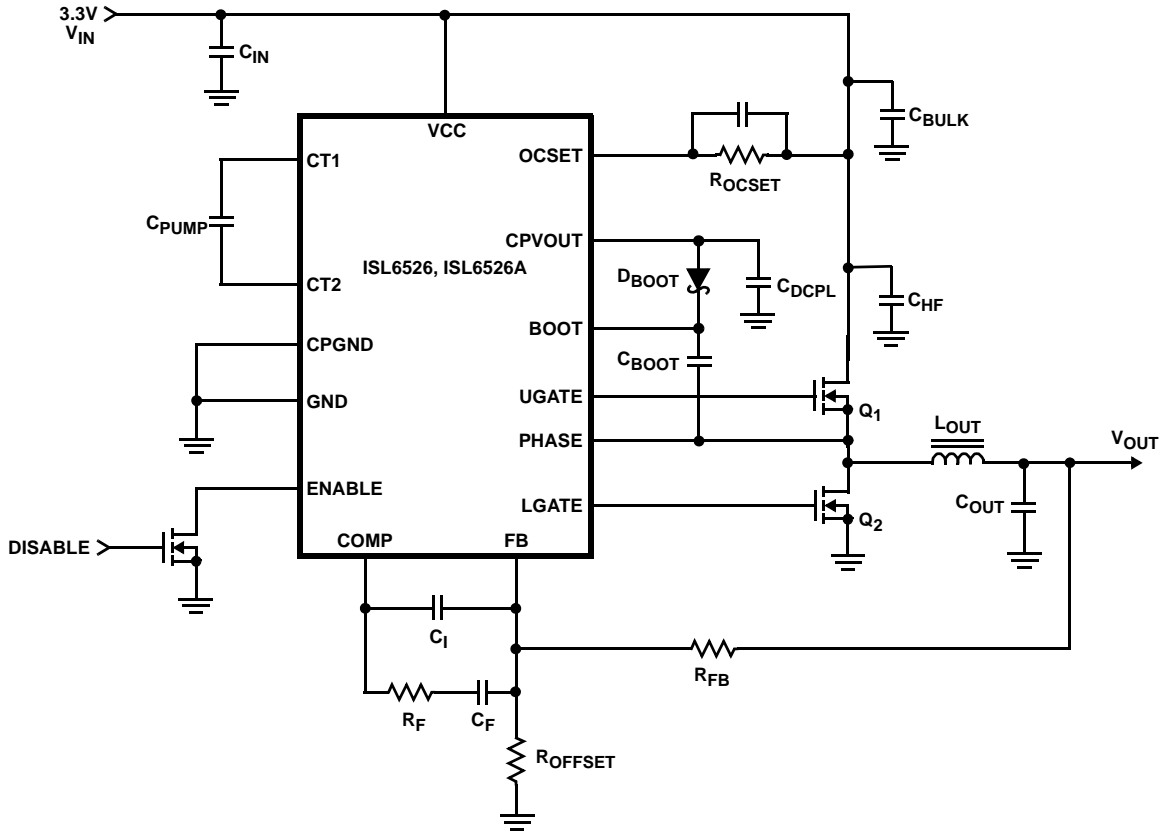 3.3V
VIN
CIN
CBULK
VCC
CT1
OCSET
ROCSET
CPUMP
CPVOUT
ISL6526, ISL6526A
DBOOT
CDCPL
CT2
CHF
BOOT
CPGND
CBOOT
UGATE
GND
Q1
LOUT
PHASE
VOUT
ENABLE
LGATE
COUT
Q2
DISABLE
COMP
FB
CI
RFB
RF
CF
ROFFSET